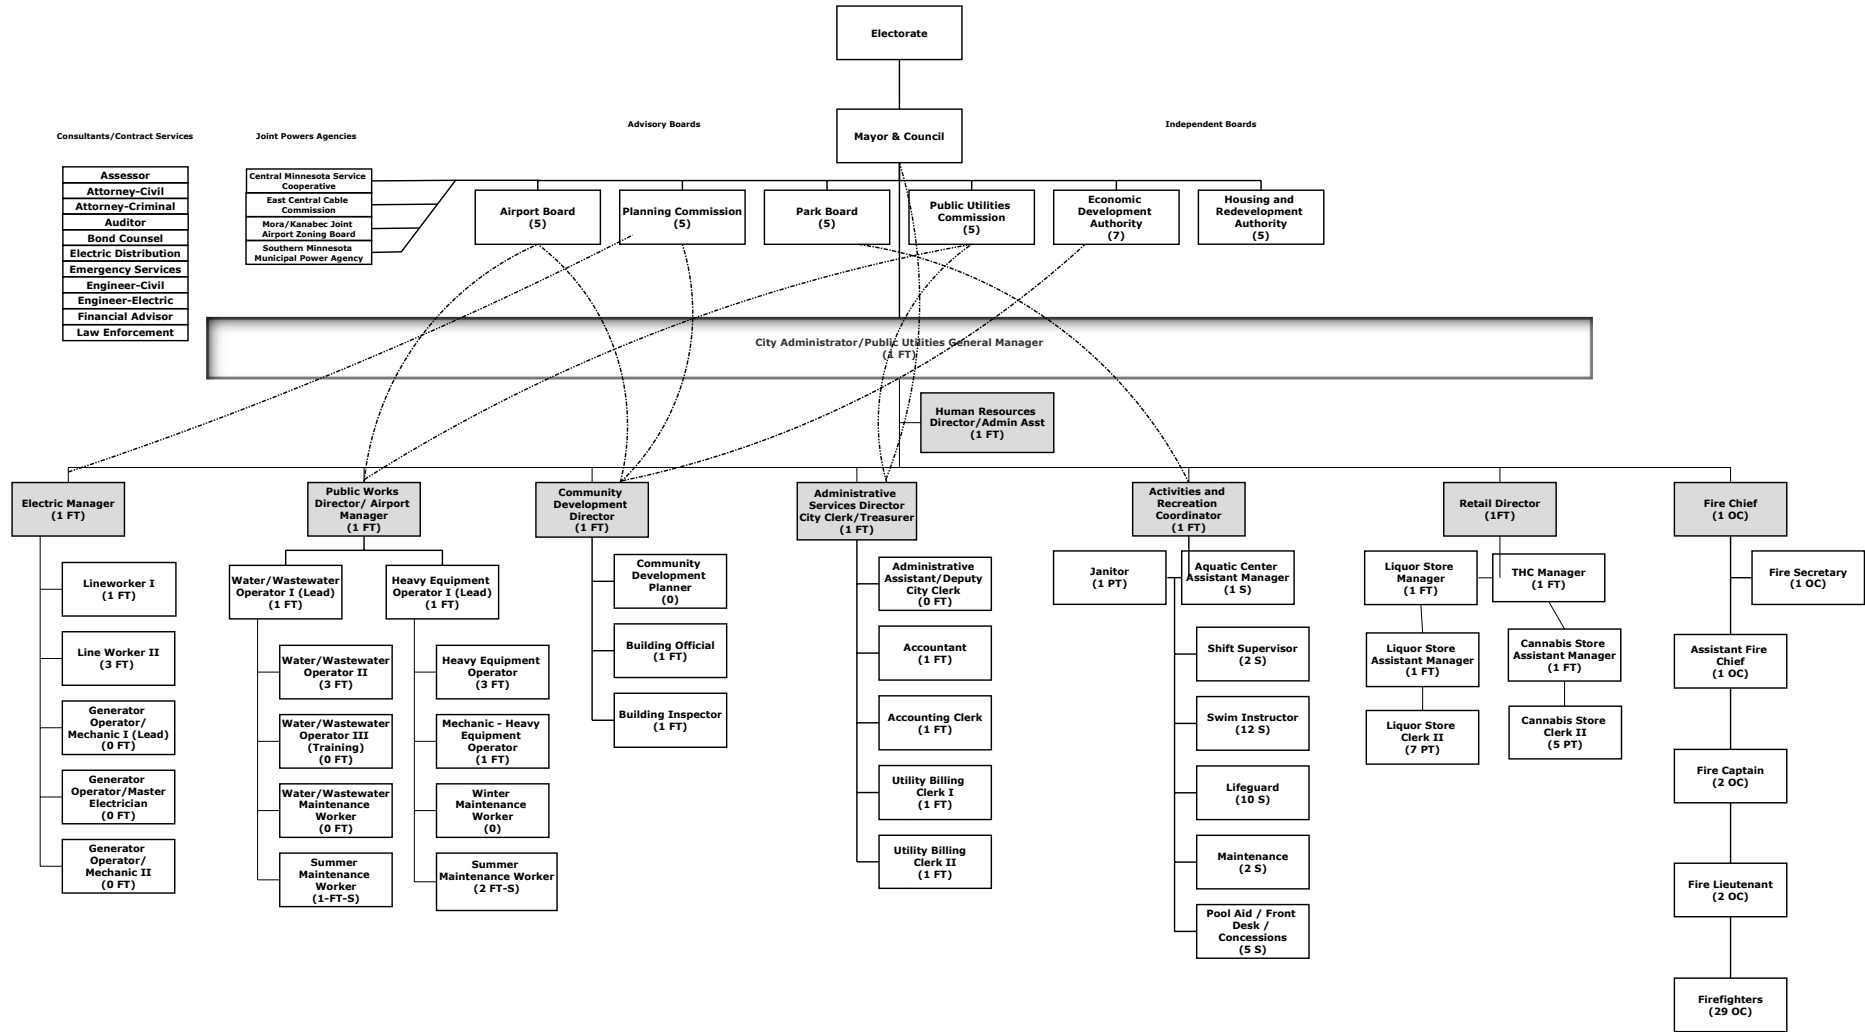 Electorate
Mayor & Council
Consultants/Contract Services
Joint Powers Agencies
Advisory Boards
Independent Boards
Assessor
Attorney-Civil
Attorney-Criminal
Auditor
Bond Counsel
Electric Distribution
Emergency Services
Engineer-Civil
Engineer-Electric
Financial Advisor
Law Enforcement
Central Minnesota Service
Cooperative
East Central Cable
Commission
Mora/Kanabec Joint
Airport Zoning Board
Southern Minnesota
Municipal Power Agency
Airport Board
(5)
Planning Commission
(5)
Park Board
(5)
Public Utilities
Commission
(5)
Economic
Development
Authority
(7)
Housing and
Redevelopment
Authority
(5)
City Administrator/Public Utilities General Manager
(1 FT)
Human Resources
Director/Admin Asst
(1 FT)
Electric Manager
(1 FT)
Lineworker I
(1 FT)
Line Worker II
(3 FT)
Generator
Operator/
Mechanic I (Lead)
(0 FT)
Generator
Operator/Master
Electrician
(0 FT)
Generator
Operator/
Mechanic II
(0 FT)
Public Works
Director/ Airport
Manager
(1 FT)
Water/Wastewater
Operator I (Lead)
(1 FT)
Water/Wastewater
Operator II
(3 FT)
Water/Wastewater
Operator III
(Training)
(0 FT)
Water/Wastewater
Maintenance
Worker
(0 FT)
Summer
Maintenance
Worker
(1-FT-S)
Heavy Equipment
Operator I (Lead)
(1 FT)
Heavy Equipment
Operator
(3 FT)
Mechanic - Heavy
Equipment
Operator
(1 FT)
Winter
Maintenance
Worker
(0)
Summer
Maintenance Worker
(2 FT-S)
Community
Development
Director
(1 FT)
Community
Development
Planner
(0)
Building Official
(1 FT)
Building Inspector
(1 FT)
Administrative
Services Director
City Clerk/Treasurer
(1 FT)
Administrative
Assistant/Deputy
City Clerk
(0 FT)
Accountant
(1 FT)
Accounting Clerk
(1 FT)
Utility Billing
Clerk I
(1 FT)
Utility Billing
Clerk II
(1 FT)
Activities and
Recreation
Coordinator
(1 FT)
Janitor
(1 PT)
Aquatic Center
Assistant Manager
(1 S)
Shift Supervisor
(2 S)
Swim Instructor
(12 S)
Lifeguard
(10 S)
Maintenance
(2 S)
Pool Aid / Front
Desk /
Concessions
(5 S)
Retail Director
(1FT)
Liquor Store
Manager
(1 FT)
Liquor Store
Assistant Manager
(1 FT)
Liquor Store
Clerk II
(7 PT)
THC Manager
(1 FT)
Cannabis Store
Assistant Manager
(1 FT)
Cannabis Store
Clerk II
(5 PT)
Fire Chief
(1 OC)
Fire Secretary
(1 OC)
Assistant Fire
Chief
(1 OC)
Fire Captain
(2 OC)
Fire Lieutenant
(2 OC)
Firefighters
(29 OC)